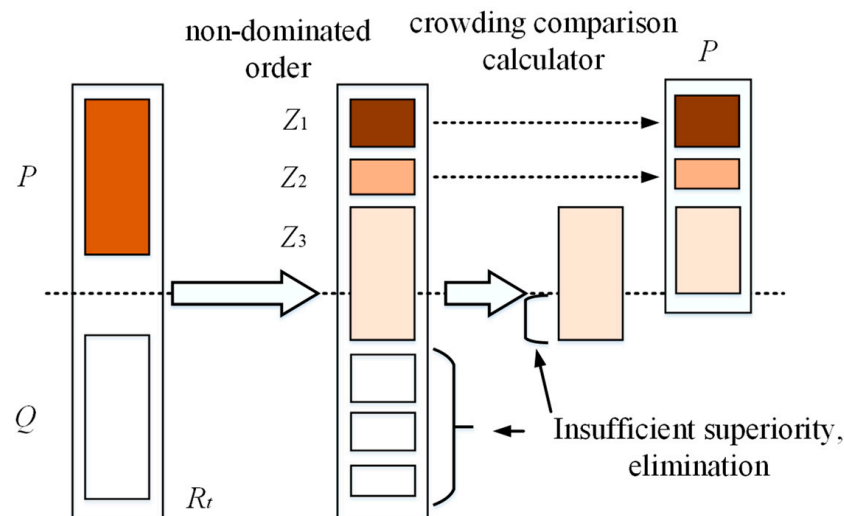 non-dominated
order
crowding comparison
calculator
P
Z1
P
Z2
Z3
Q
Insufficient superiority,
elimination
Rt